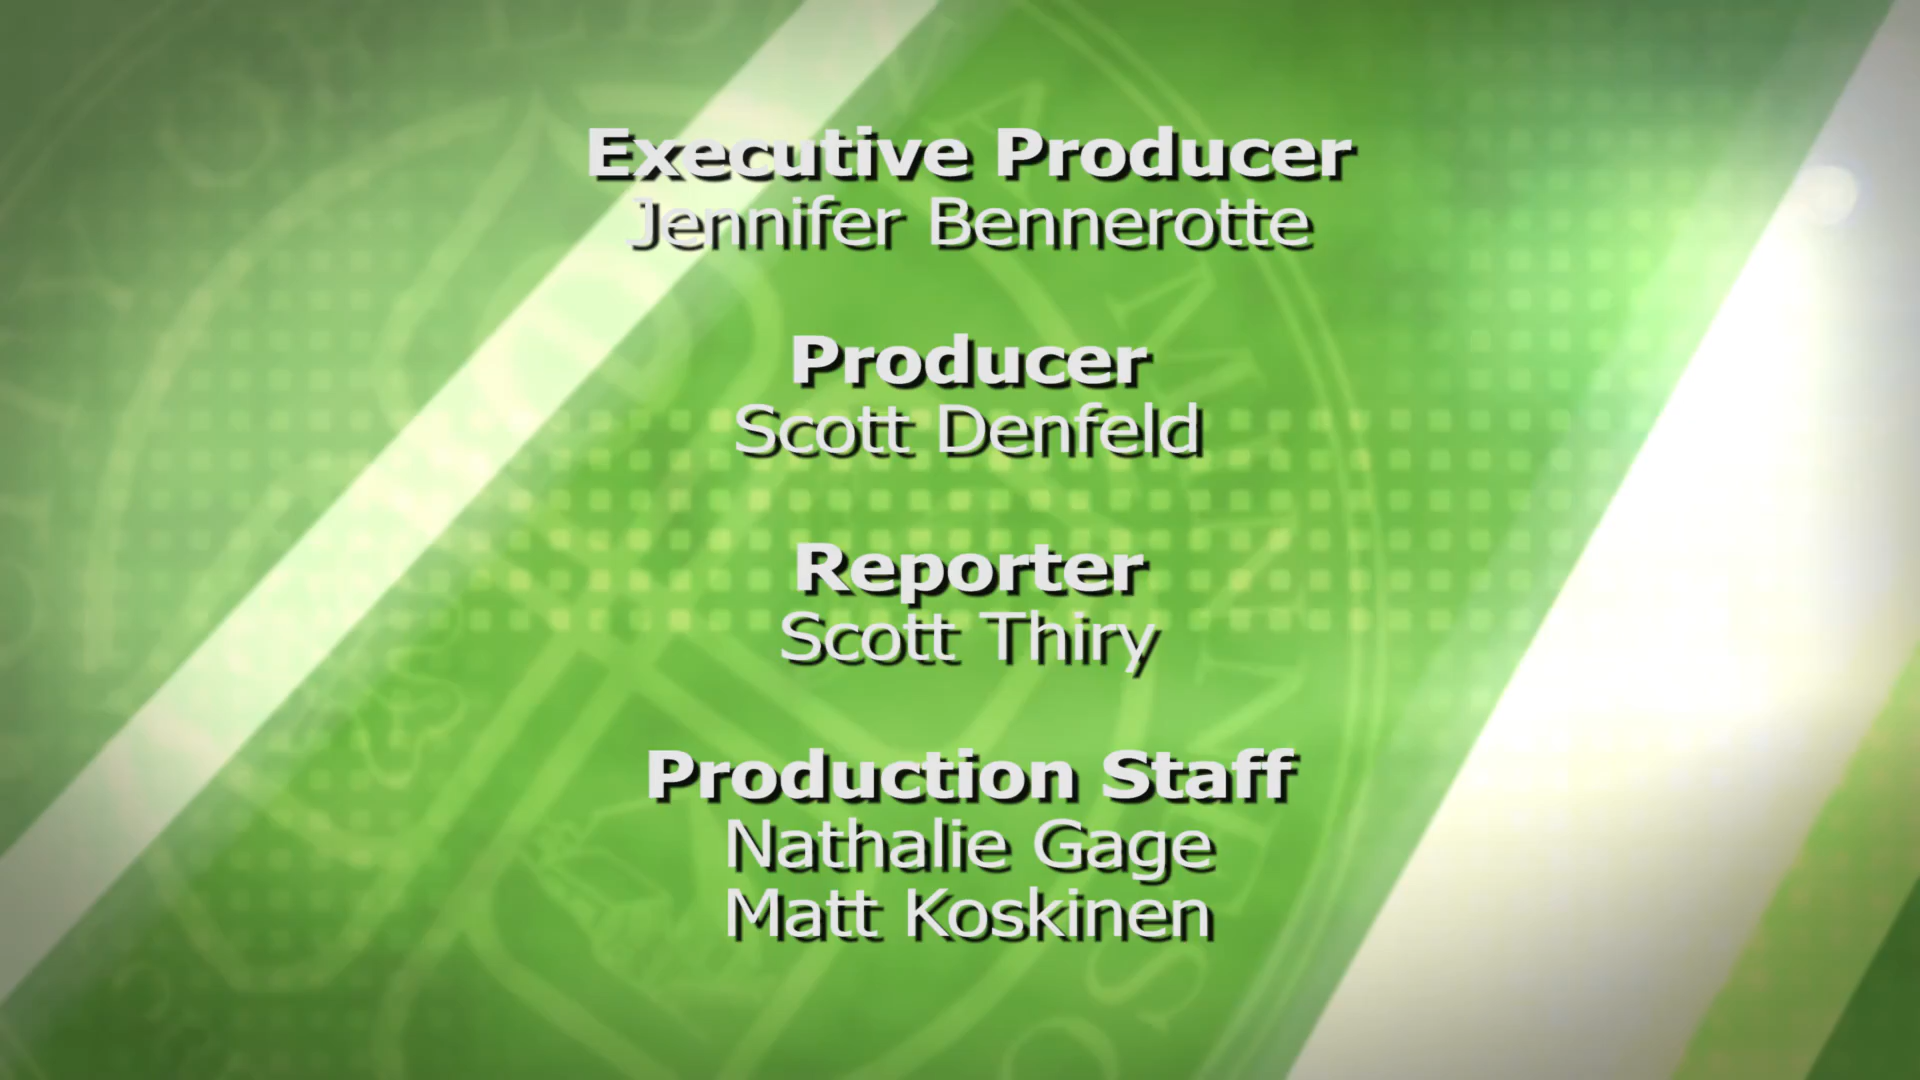 Executive Producer
Jennifer Bennerotte
Producer
Scott Denfeld
Reporter
Scott Thiry
Production Staff
Nathalie Gage
Matt Koskinen